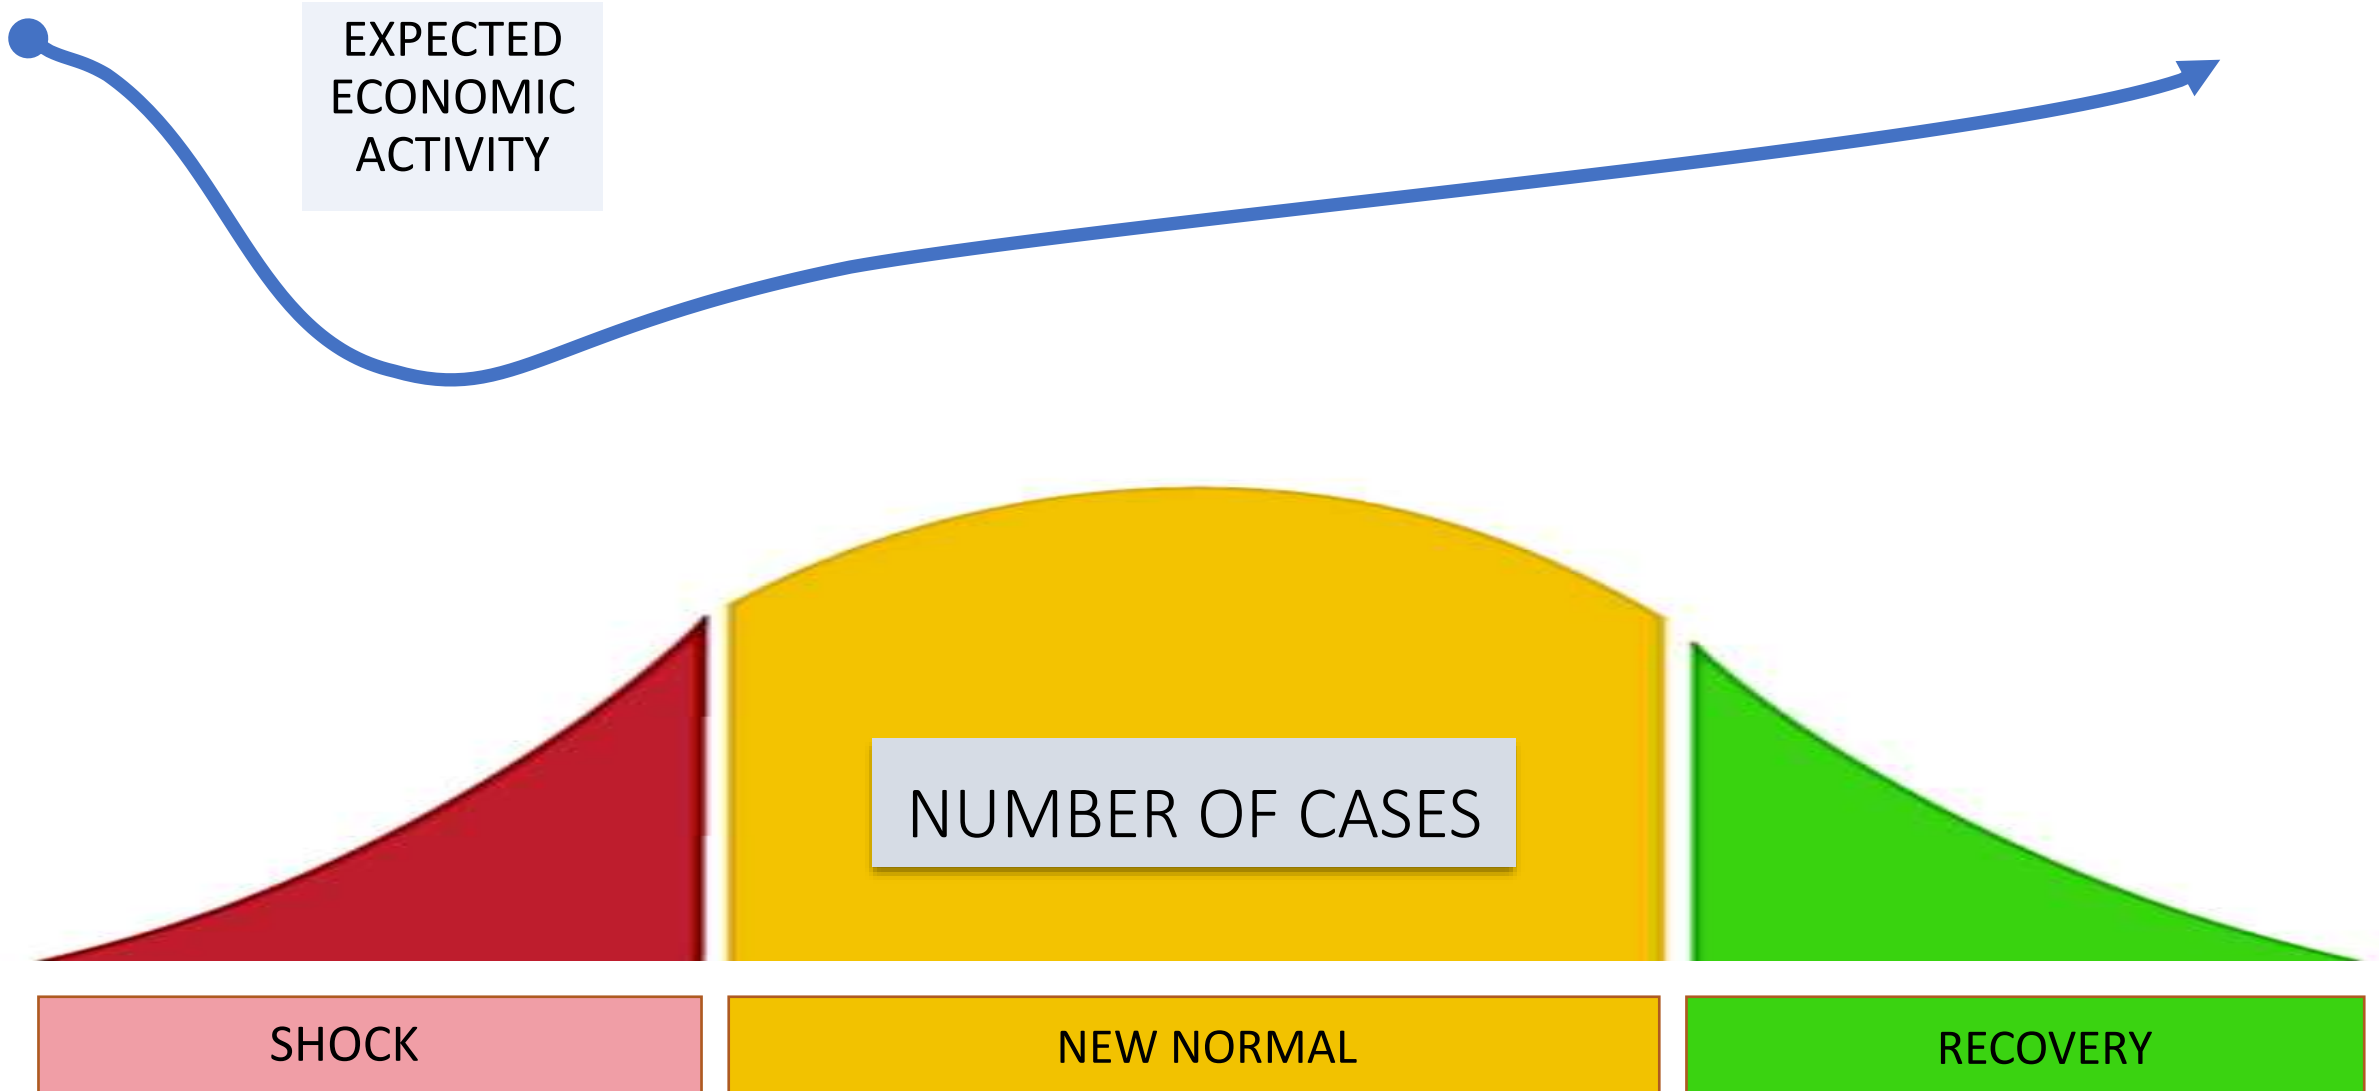 EXPECTED
ECONOMIC
ACTIVITY
NUMBER OF CASES
SHOCK
NEW NORMAL
RECOVERY